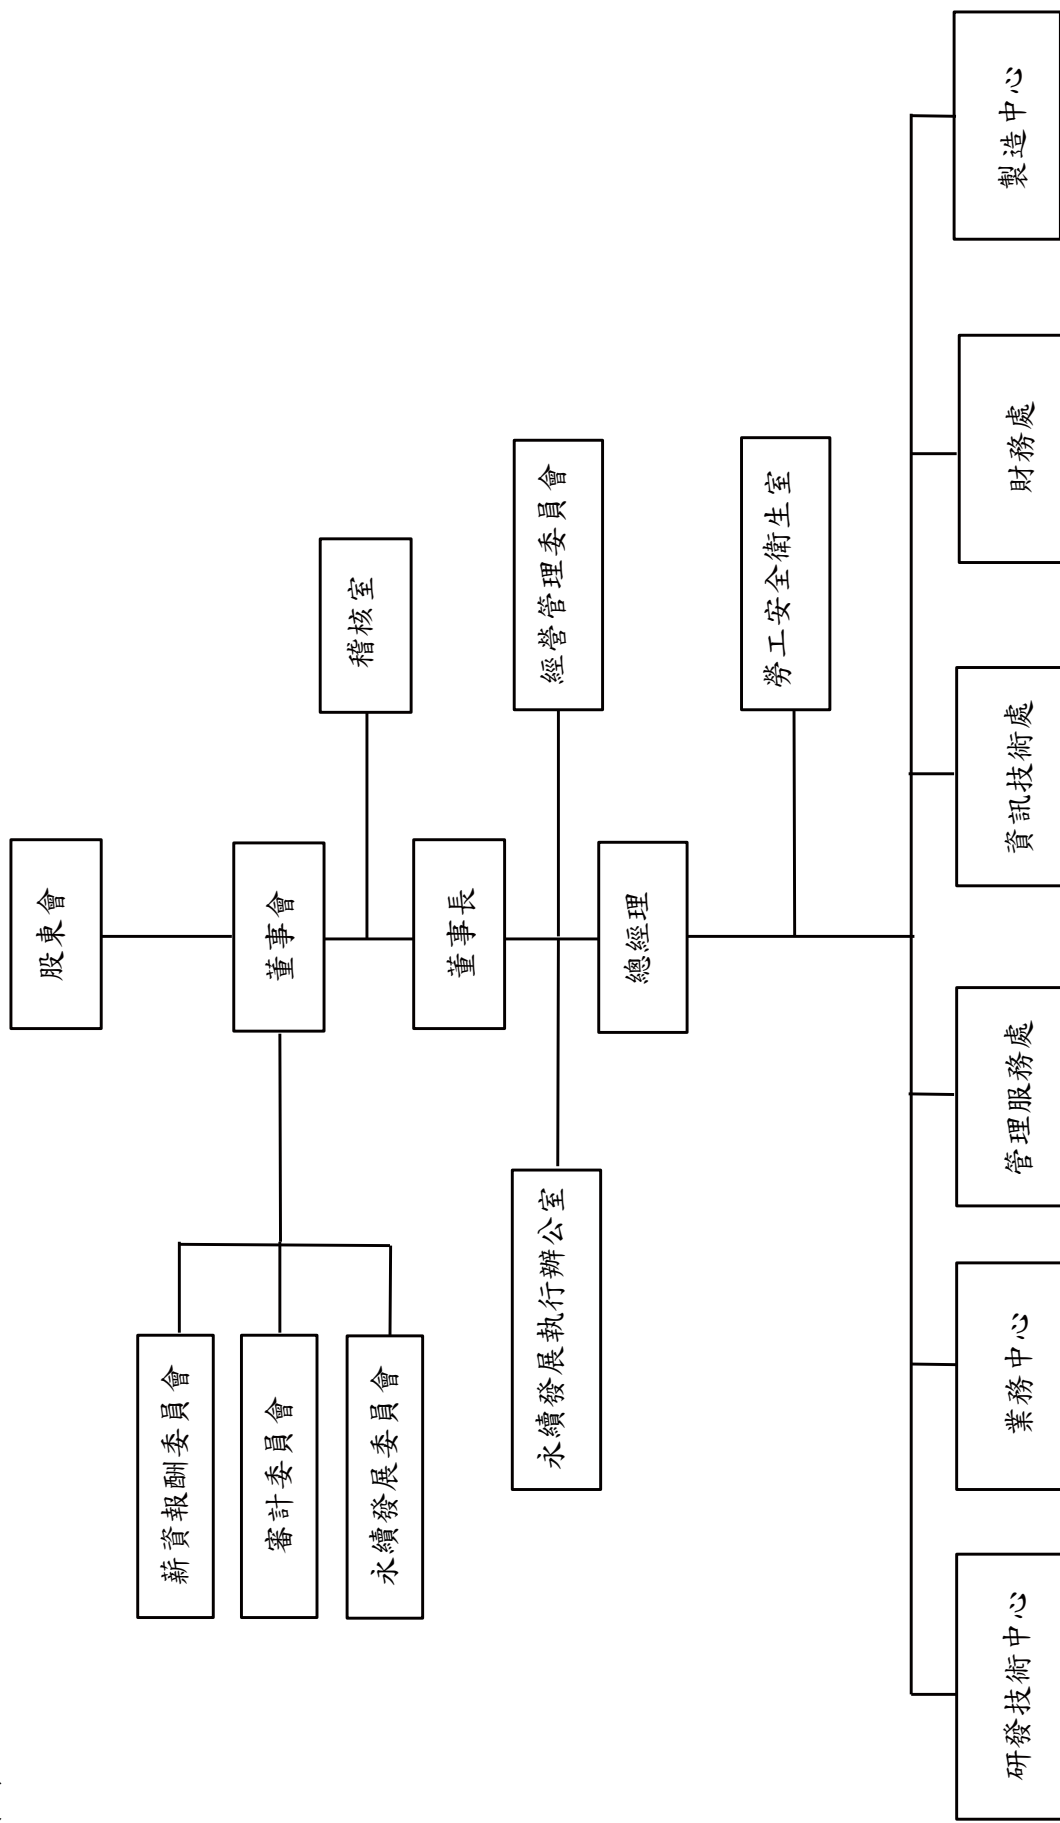 股東會
董事會
薪資報酬委員會
審計委員會
永續發展委員會
稽核室
董事長
永續發展執行辦公室
經營管理委員會
總經理
勞工安全衛生室
研發技術中心
業務中心
管理服務處
資訊技術處
財務處
製造中心